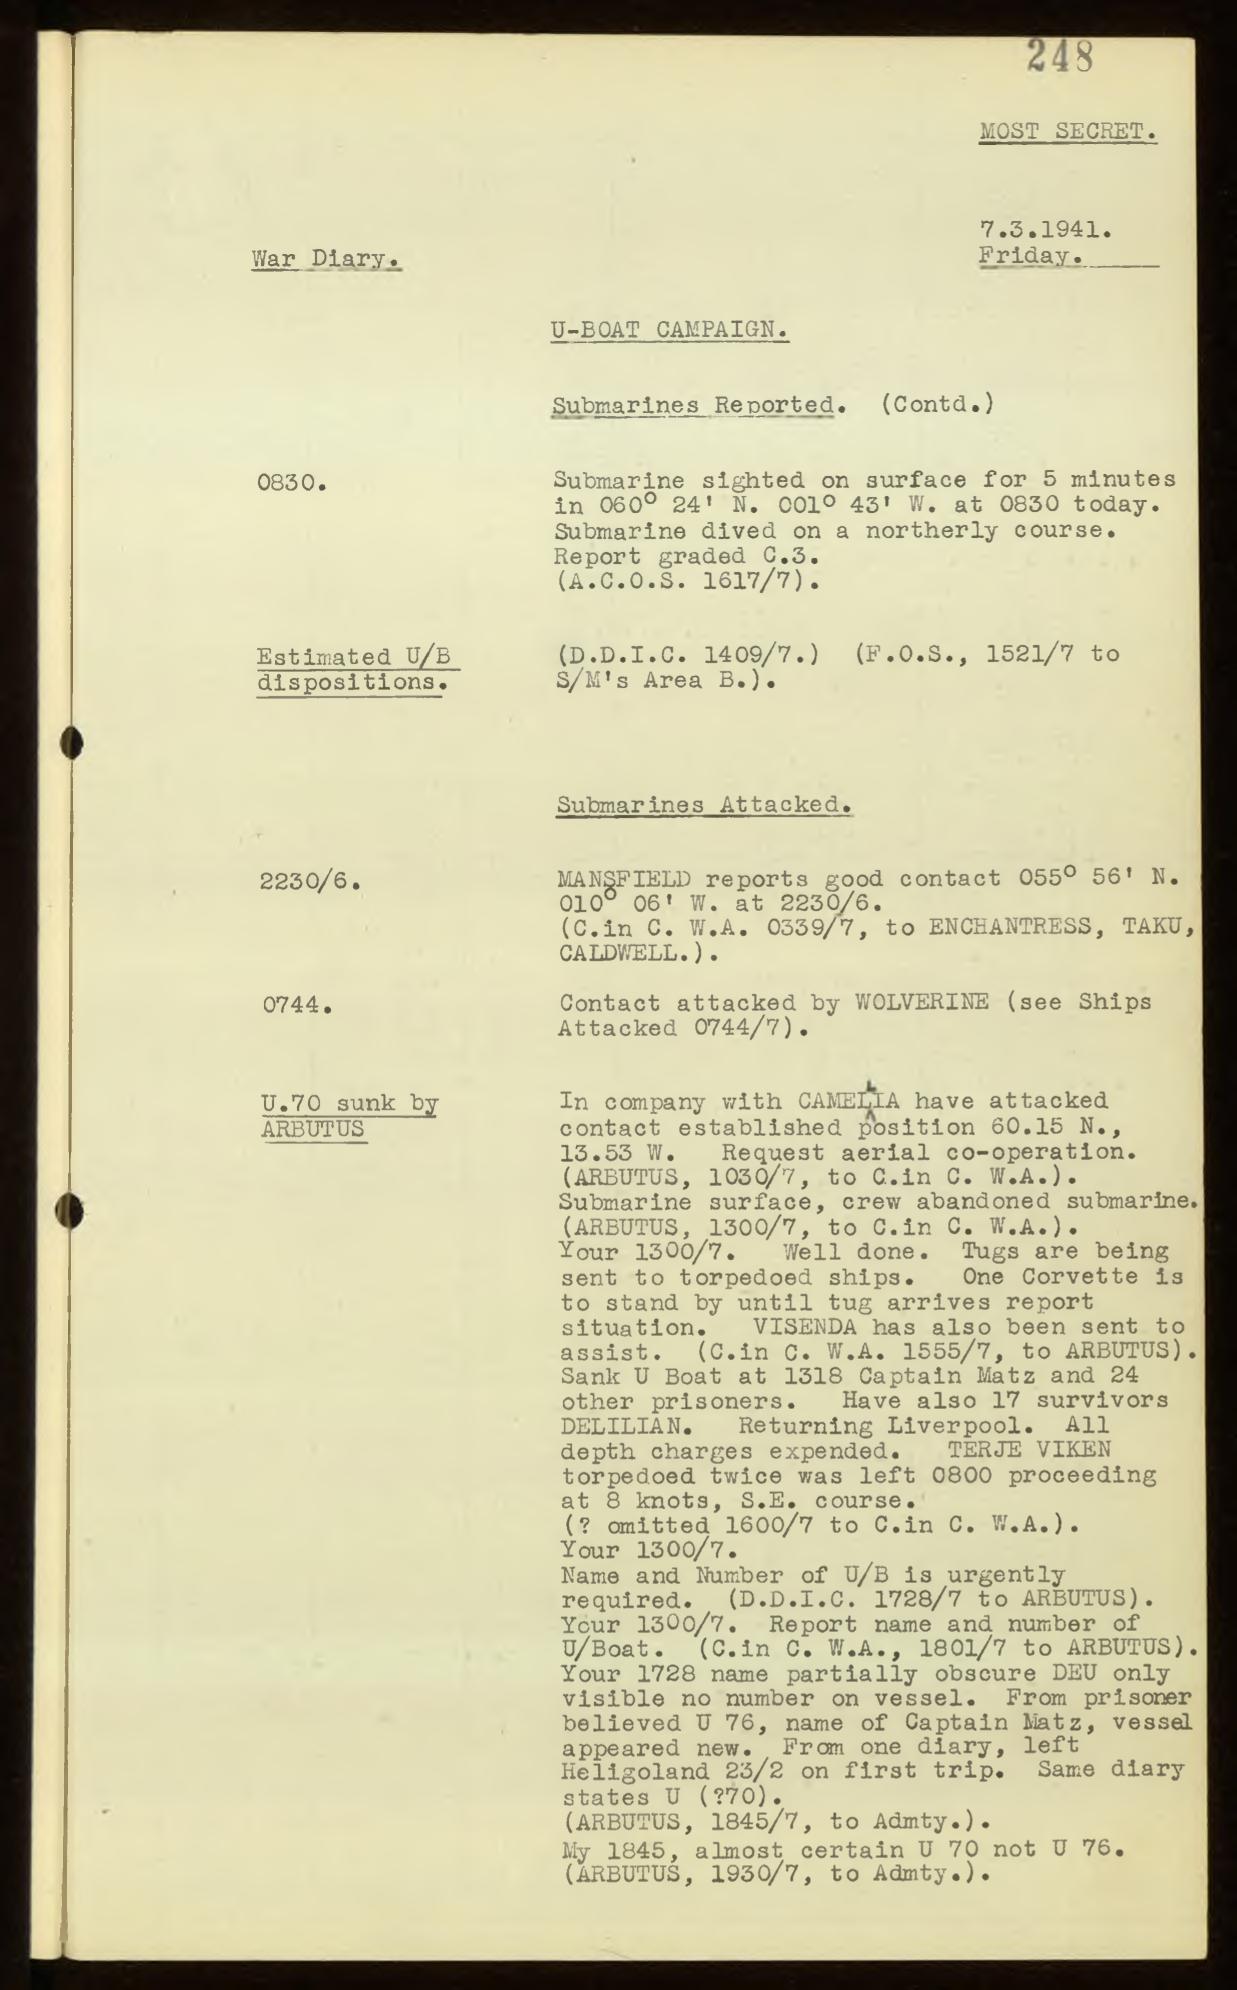 248
MOST SECRET.
7.3.1941.
War Diary.
Friday.
U-BOAT CAMPAIGN.
Submarines Reported. (Contd.)
0830.
Submarine sighted on surface for 5 minutes
in 060° 24' N. 001° 43' W. at 0830 today.
Submarine dived on a northerly course.
Report graded C.3.
(A.C.O.S. 1617/7).
Estimated U/B
dispositions.
(D.D.I.C. 1409/7.) (F.O.S., 1521/7 to
S/M's Area B.).
Submarines Attacked.
2230/6.
MANSFIELD reports good contact 055° 56' N.
010° 06' W. at 2230/6.
(C.in C. W.A. 0339/7, to ENCHANTRESS, TAKU,
CALDWELL.).
0744.
Contact attacked by WOLVERINE (see Ships
Attacked 0744/7).
U.70 sunk by
ARBUTUS
In company with CAMELLIA have attacked
contact established position 60.15 N.,
13.53 W. Request aerial co-operation.
(ARBUTUS, 1030/7, to C.in C. W.A.).
Submarine surface, crew abandoned submarine.
(ARBUTUS, 1300/7, to C.in C. W.A.).
Your 1300/7. Well done. Tugs are being
sent to torpedoed ships. One Corvette is
to stand by until tug arrives report
situation. VISENDA has also been sent to
assist. (C.in C. W.A. 1555/7, to ARBUTUS).
Sank U Boat at 1318 Captain Matz and 24
other prisoners. Have also 17 survivors
DELILIAN. Returning Liverpool. All
depth charges expended. TERJE VIKEN
torpedoed twice was left 0800 proceeding
at 8 knots, S.E. course.
(? omitted 1600/7 to C.in C. W.A.).
Your 1300/7.
Name and Number of U/B is urgently
required. (D.D.I.C. 1728/7 to ARBUTUS).
Your 1300/7. Report name and number of
U/Boat. (C.in C. W.A., 1801/7 to ARBUTUS).
Your 1728 name partially obscure DEU only
visible no number on vessel. From prisoner
believed U 76, name of Captain Matz, vessel
appeared new. From one diary, left
Heligoland 23/2 on first trip. Same diary
states U (?70).
(ARBUTUS, 1845/7, to Admty.).
My 1845, almost certain U 70 not U 76.
(ARBUTUS, 1930/7, to Admty.).